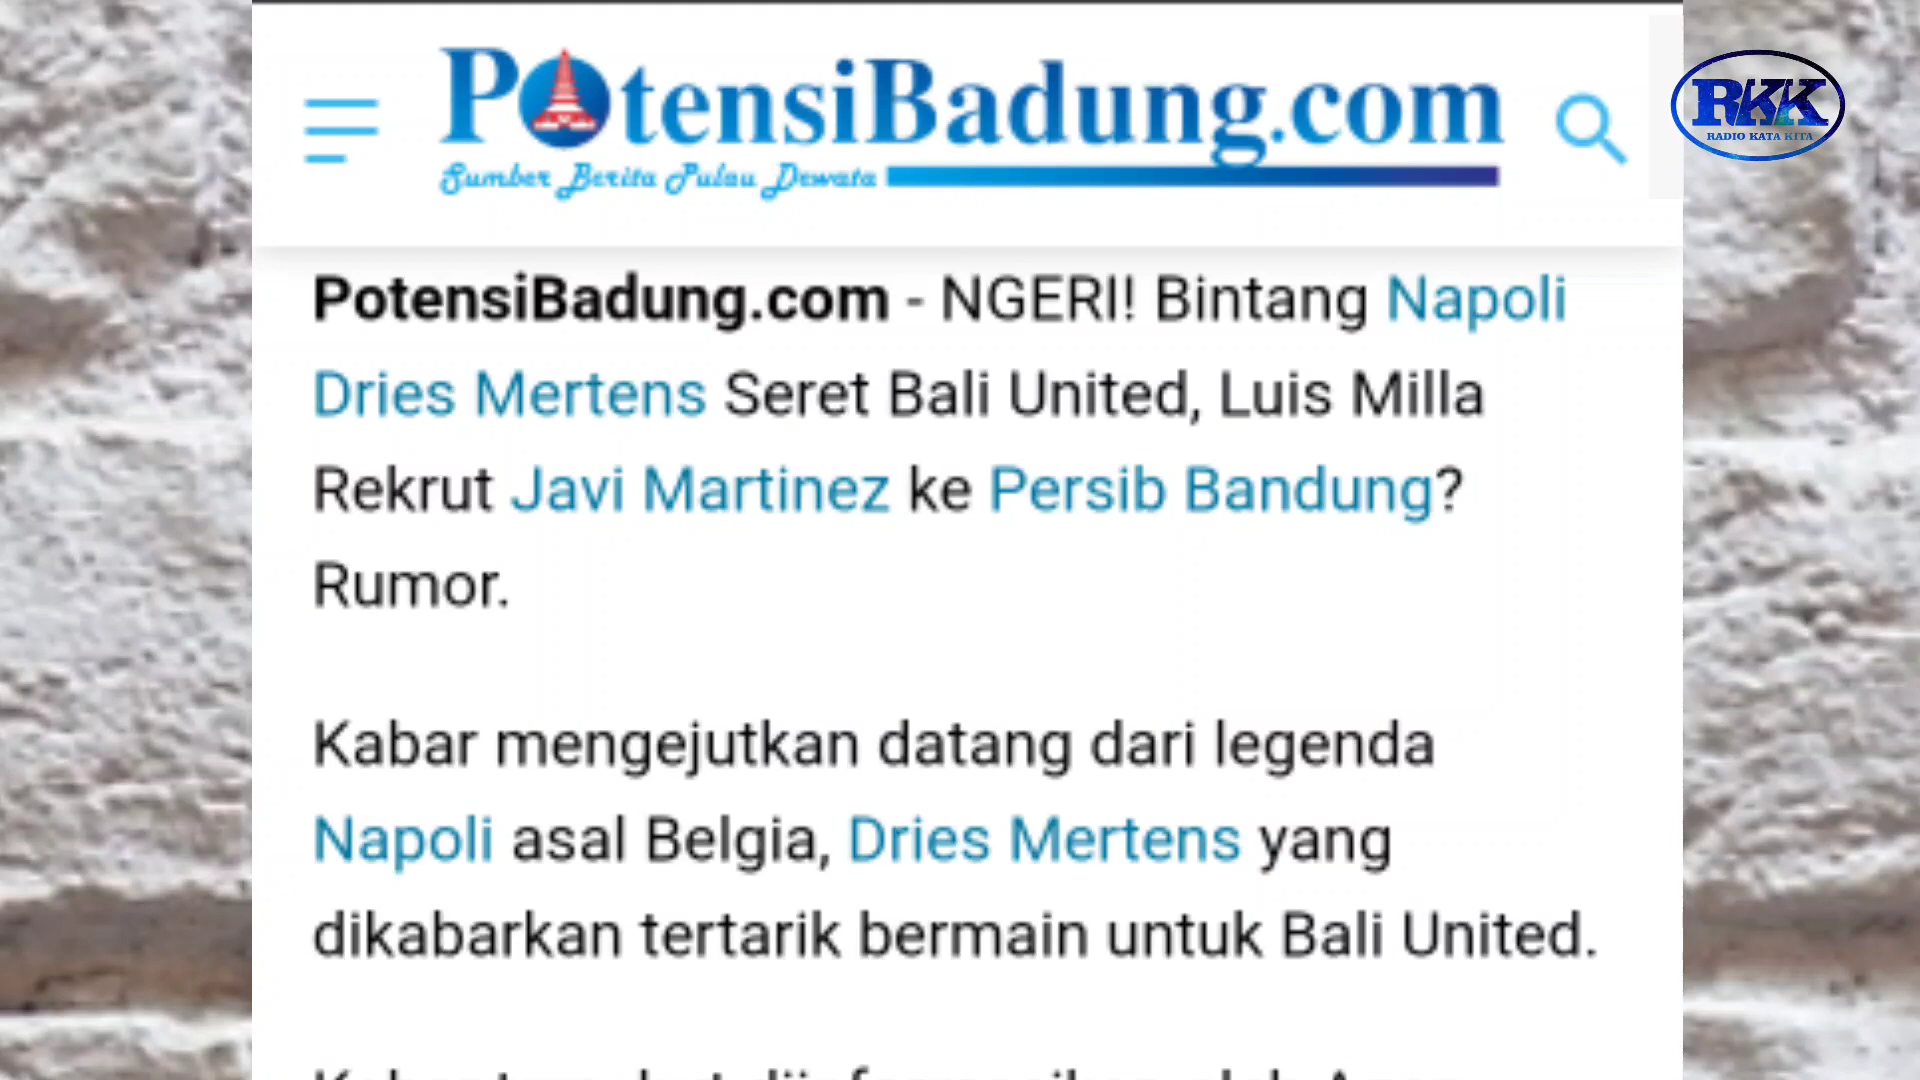 PotensiBadung.com
Sumber Berita Pulau Dewata
RKK
RADIO KATA KITA
PotensiBadung.com - NGERI! Bintang Napoli
Dries Mertens Seret Bali United, Luis Milla
Rekrut Javi Martinez ke Persib Bandung?
Rumor.
Kabar mengejutkan datang dari legenda
Napoli asal Belgia, Dries Mertens yang
dikabarkan tertarik bermain untuk Bali United.